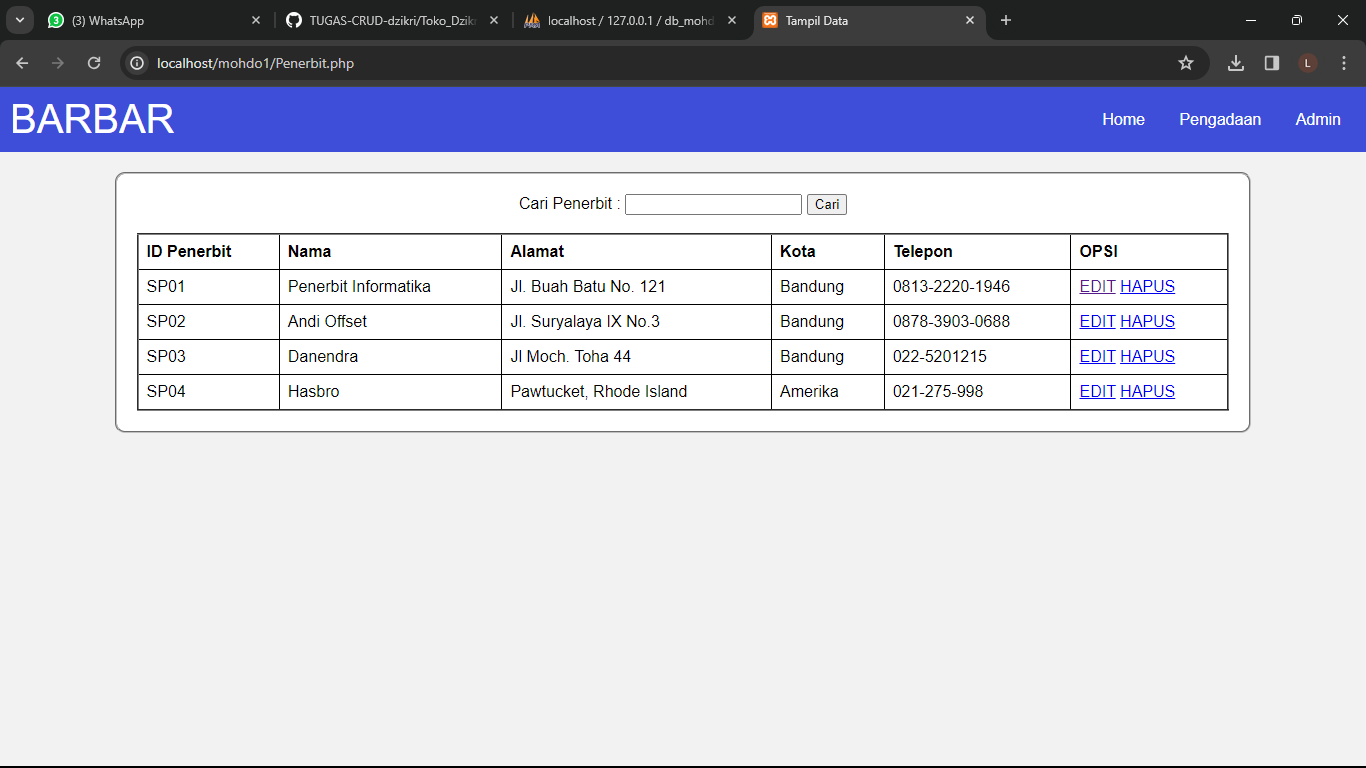 (3) WhatsApp
TUGAS-CRUD-dzikri/Toko_Dzikr
localhost / 127.0.0.1 / db_mohd
Tampil Data
localhost/mohdo1/Penerbit.php
L
BARBAR
Home Pengadaan Admin
Cari Penerbit : Cari
ID Penerbit Nama Alamat Kota Telepon OPSI
SP01 Penerbit Informatika Jl. Buah Batu No. 121 Bandung 0813-2220-1946 EDIT HAPUS
SP02 Andi Offset Jl. Suryalaya IX No.3 Bandung 0878-3903-0688 EDIT HAPUS
SP03 Danendra Jl Moch. Toha 44 Bandung 022-5201215 EDIT HAPUS
SP04 Hasbro Pawtucket, Rhode Island Amerika 021-275-998 EDIT HAPUS